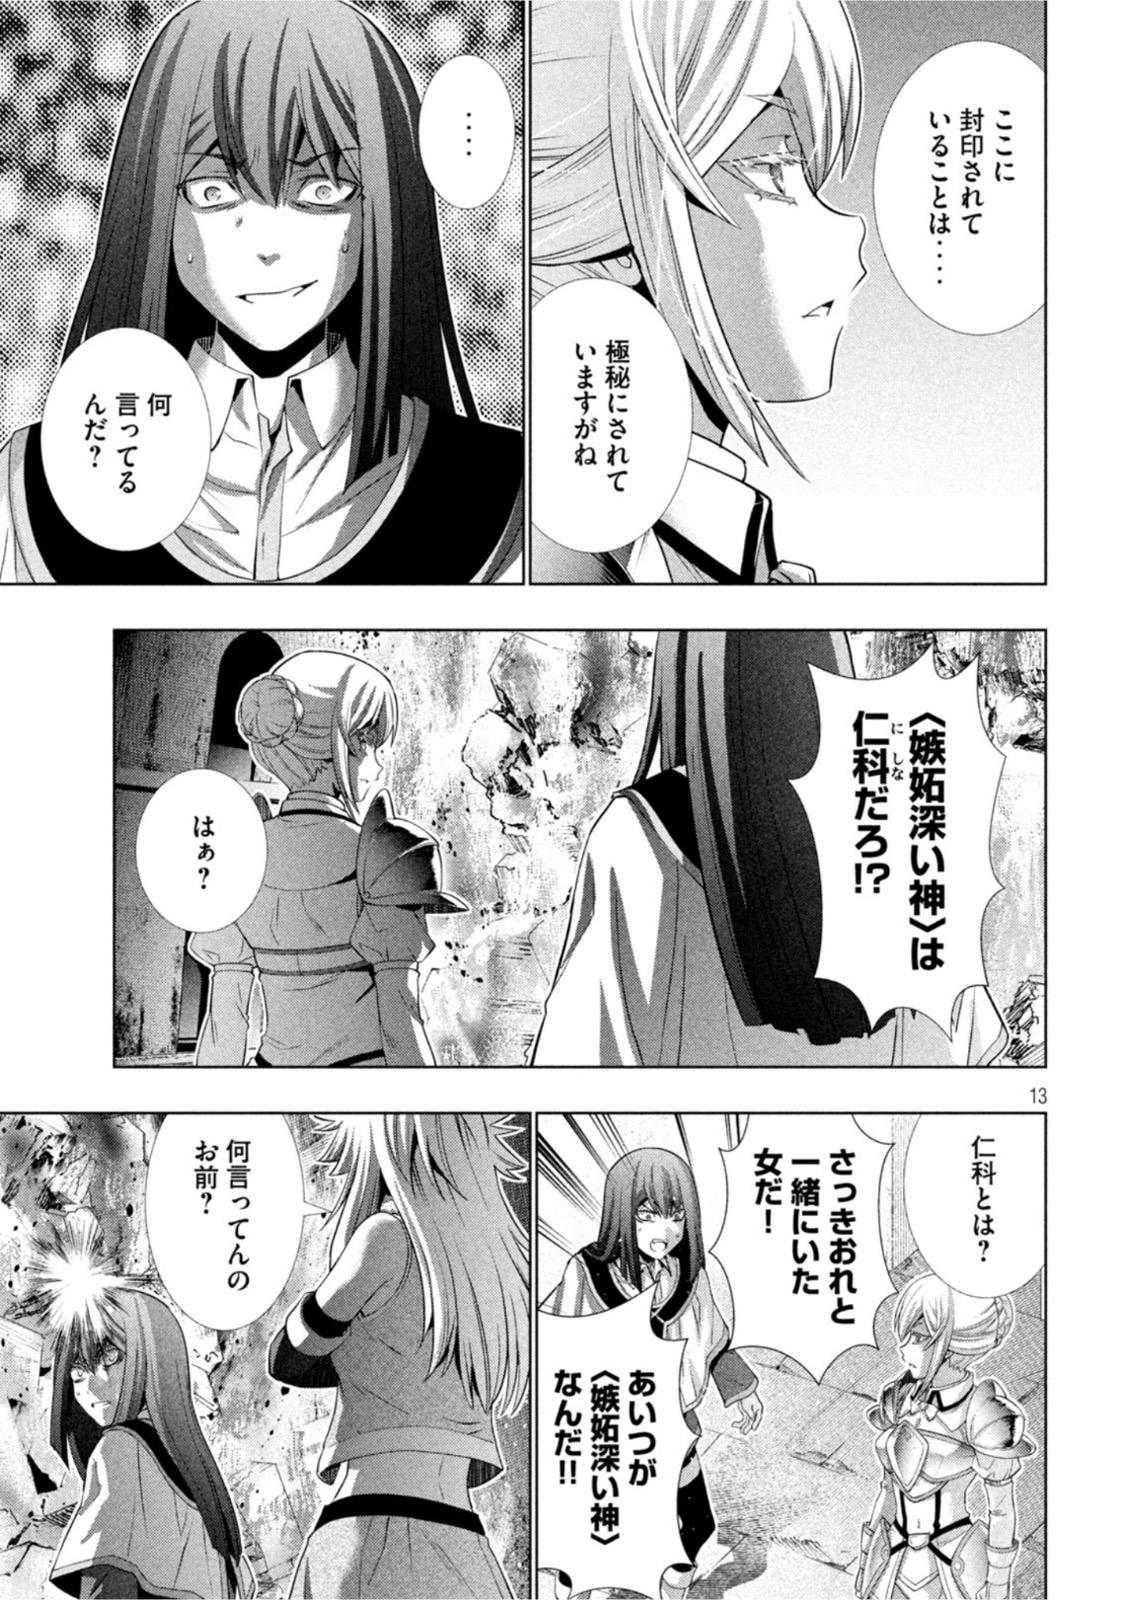 ここに
封印されて
いることは‥‥
極秘にされて
いますがね
‥‥
何
言ってる
んだ?
〈嫉妬深い神〉は
仁科だろ!?
にしな
はぁ?
13
仁科とは?
さっきおれと
一緒にいた
女だ!
あいつが
〈嫉妬深い神〉
なんだ!!
何言ってんの
お前?